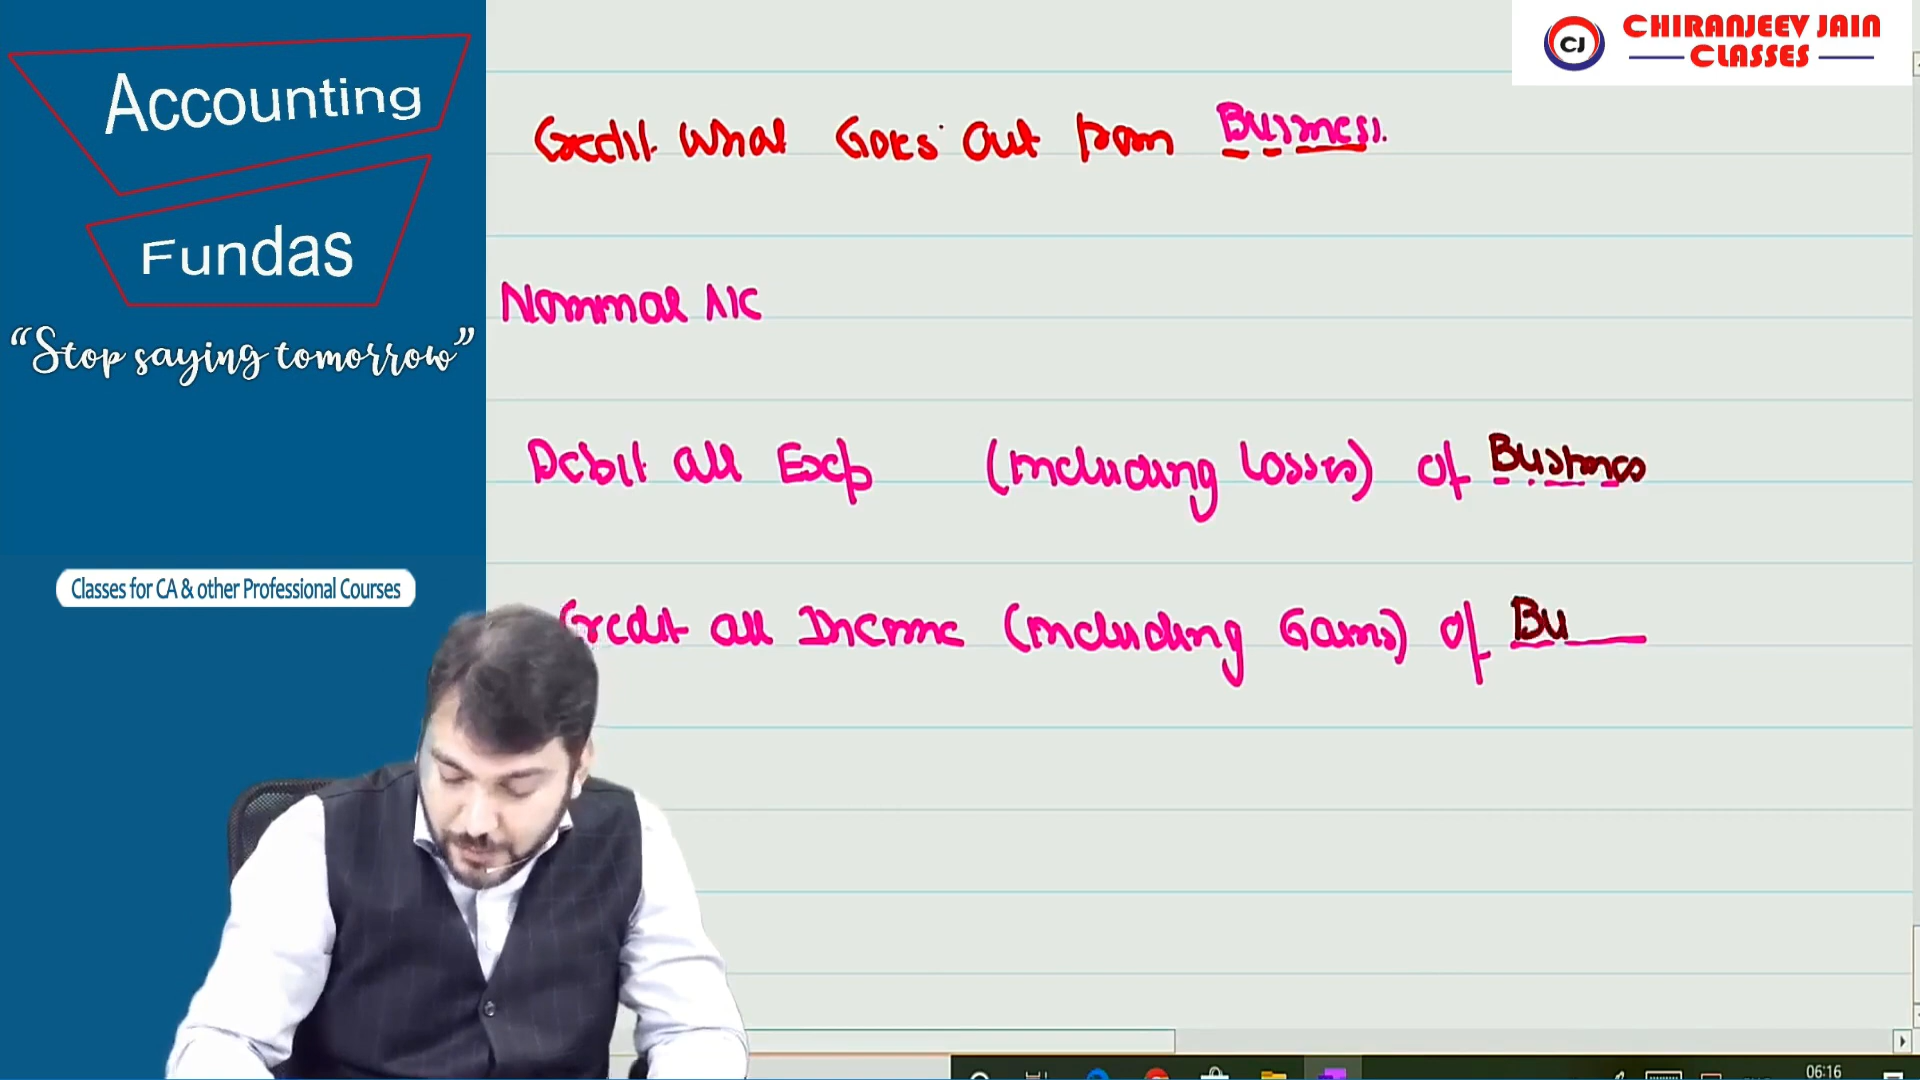 CHIRANJEEV JAIN
CJ
CLASSES
Accounting
Fundas
“Stop saying tomorrow”
Classes for CA & other Professional Courses
Credit What Goes Out from Business.
Nominal A/C
Debit all Exp (including Losses) of Business
Credit all Income (including Gains) of Bu
06:16